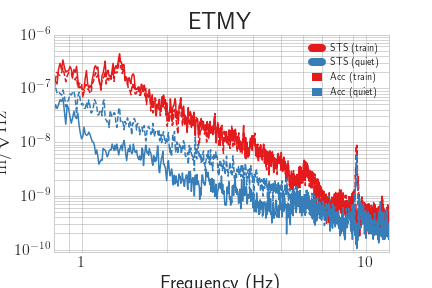 ETMY
10⁻⁶
10⁻⁷
10⁻⁸
10⁻⁹
10⁻¹⁰
1
10
Frequency (Hz)
STS (train)
STS (quiet)
Acc (train)
Acc (quiet)